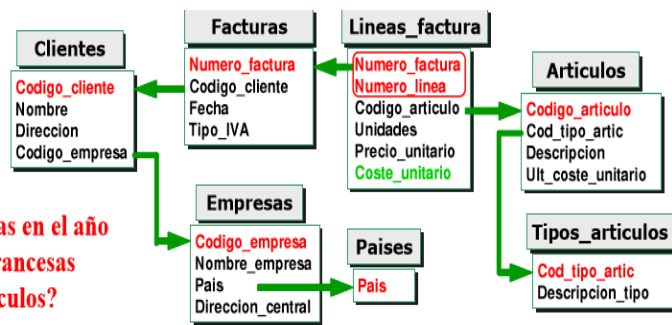 Clientes
Codigo_cliente
Nombre
Direccion
Codigo_empresa
Facturas
Numero_factura
Codigo_cliente
Fecha
Tipo_IVA
Lineas_factura
Numero_factura
Numero_linea
Codigo_articulo
Unidades
Precio_unitario
Coste_unitario
Articulos
Codigo_articulo
Cod_tipo_artic
Descripcion
Ult_coste_unitario
Empresas
Codigo_empresa
Nombre_empresa
Pais
Direccion_central
Paises
Pais
Tipos_articulos
Cod_tipo_artic
Descripcion_tipo
as en el año
rancesas
culos?